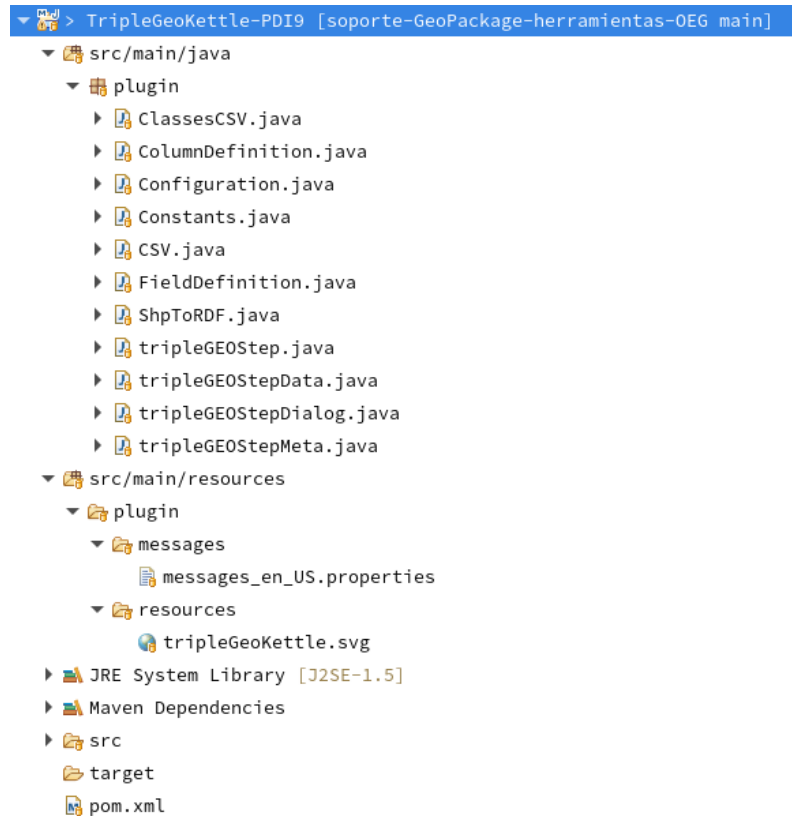 > TripleGeoKettle-PDI9 [soporte-GeoPackage-herramientas-OEG main]
src/main/java
plugin
ClassesCSV.java
ColumnDefinition.java
Configuration.java
Constants.java
CSV.java
FieldDefinition.java
ShpToRDF.java
tripleGEOStep.java
tripleGEOStepData.java
tripleGEOStepDialog.java
tripleGEOStepMeta.java
src/main/resources
plugin
messages
messages_en_US.properties
resources
tripleGeoKettle.svg
JRE System Library [J2SE-1.5]
Maven Dependencies
src
target
pom.xml